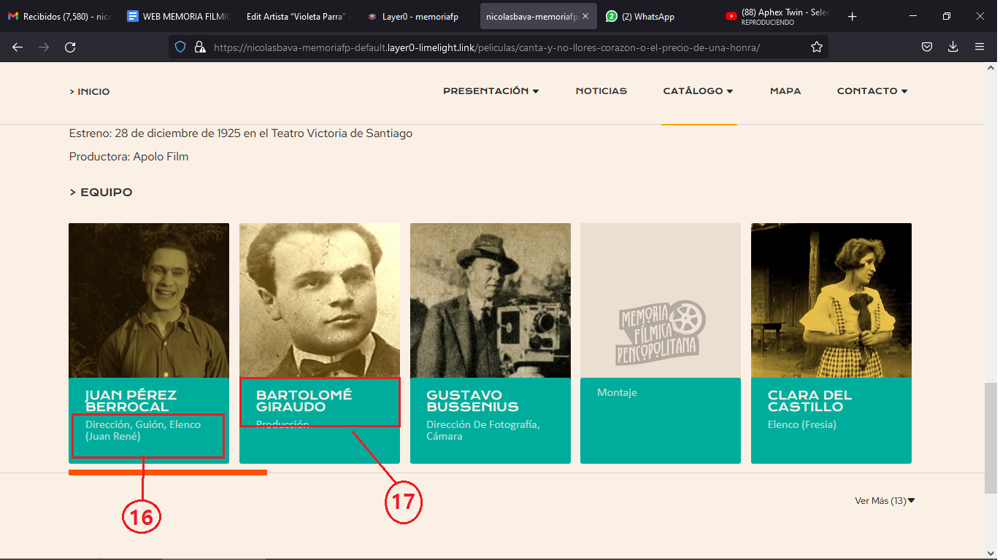 Recibidos (7,580) - nic
WEB MEMORIA FILMIC
Edit Artista “Violeta Parra”
Layer0 - memoriafp
nicolasbava-memoriafp-
2
(2) WhatsApp
(88) Aphex Twin - Selec
REPRODUCIENDO
https://nicolasbava-memoriafp-default.layer0-limelight.link/peliculas/canta-y-no-llores-corazon-o-el-precio-de-una-honra/
> INICIO
PRESENTACIÓN
NOTICIAS
CATÁLOGO
MAPA
CONTACTO
Estreno: 28 de diciembre de 1925 en el Teatro Victoria de Santiago
Productora: Apolo Film
> EQUIPO
MEMORIA
FÍLMICA
PENCOPOLITANA
JUAN PÉREZ
BERROCAL
Dirección, Guión, Elenco
(Juan René)
BARTOLOMÉ
GIRAUDO
Producción
GUSTAVO
BUSSENIUS
Dirección De Fotografía,
Cámara
Montaje
CLARA DEL
CASTILLO
Elenco (Fresia)
16
17
Ver Más (13)